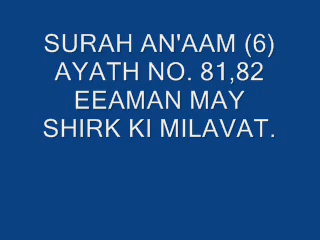 SURAH AN'AAM (6)
AYATH NO. 81,82
EEAMAN MAY
SHIRK KI MILAVAT.